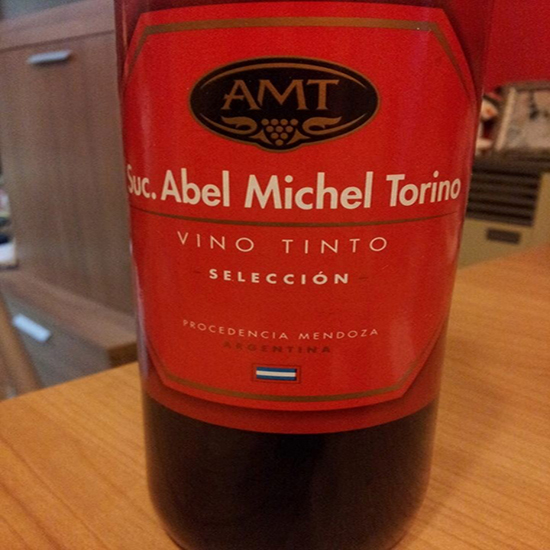 AMT
Suc. Abel Michel Torino
VINO TINTO
SELECCIÓN
PROCEDENCIA MENDOZA
ARGENTINA